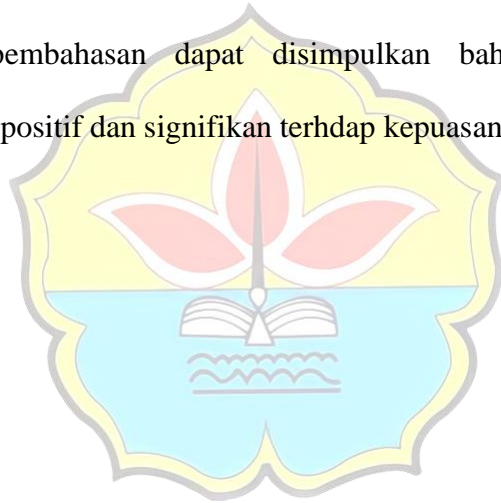 pembahasan dapat disimpulkan bah
positif dan signifikan terhdap kepuasan